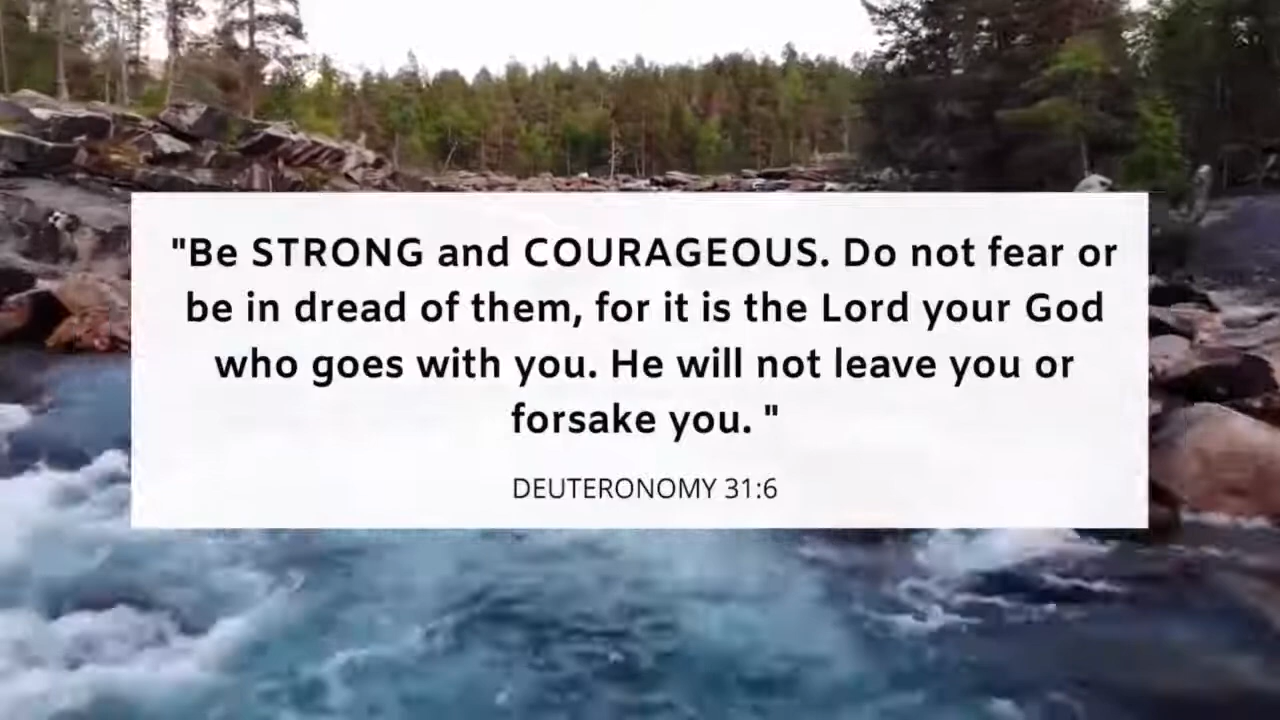 "Be STRONG and COURAGEOUS. Do not fear or
be in dread of them, for it is the Lord your God
who goes with you. He will not leave you or
forsake you. "
DEUTERONOMY 31:6